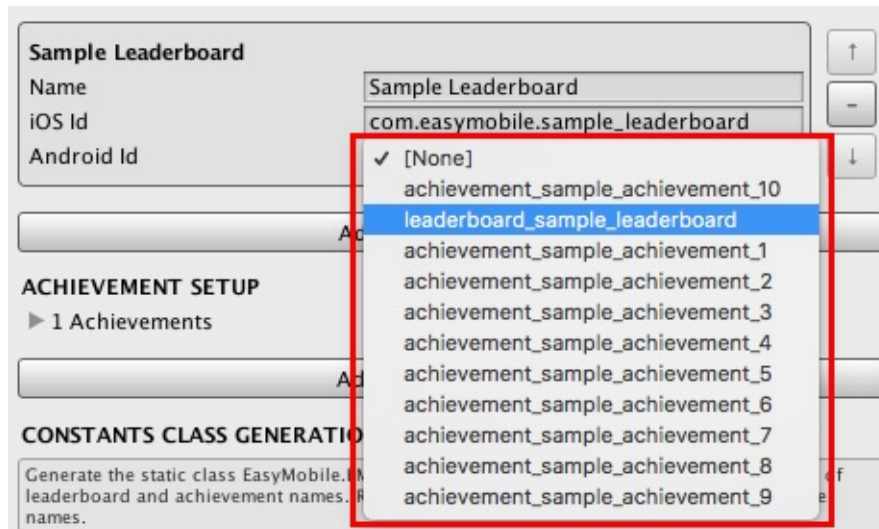 Sample Leaderboard
Name
Sample Leaderboard
iOS Id
com.easymobile.sample_leaderboard
Android Id
✓ [None]
achievement_sample_achievement_10
leaderboard_sample_leaderboard
achievement_sample_achievement_1
achievement_sample_achievement_2
achievement_sample_achievement_3
achievement_sample_achievement_4
achievement_sample_achievement_5
achievement_sample_achievement_6
achievement_sample_achievement_7
achievement_sample_achievement_8
achievement_sample_achievement_9
ACHIEVEMENT SETUP
1 Achievements
CONSTANTS CLASS
Generate the static class
leaderboard and achievement names.
names.